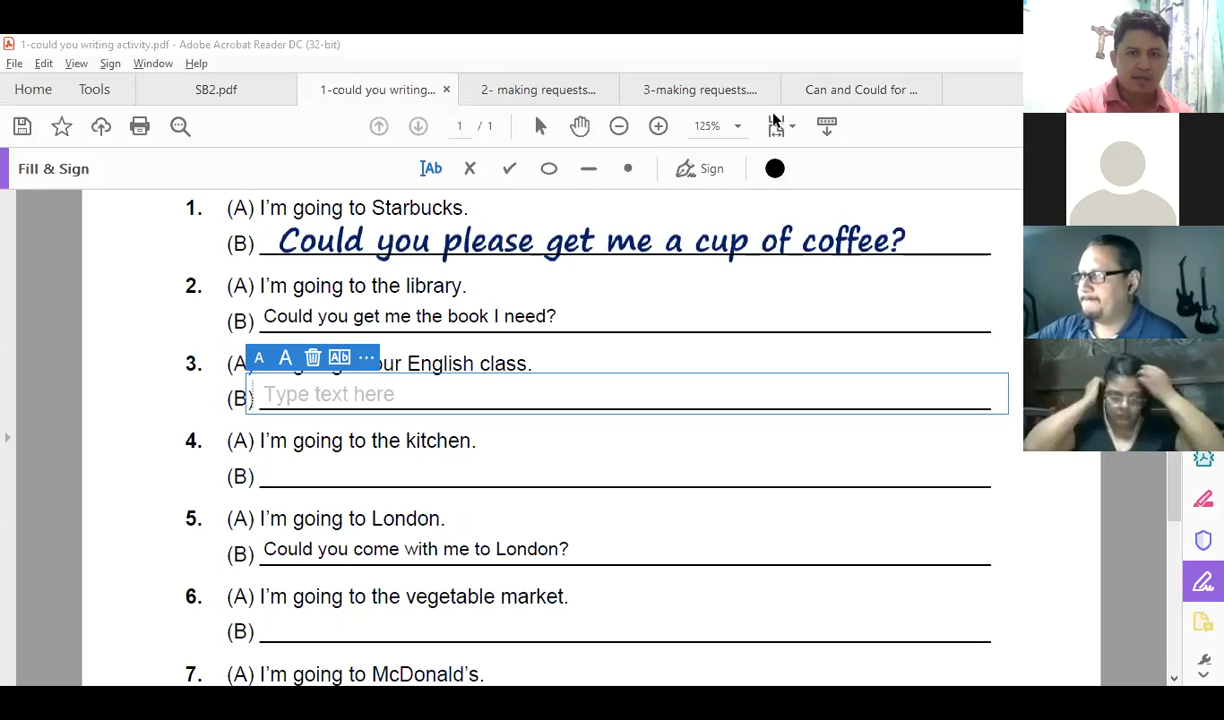 1-could you writing activity.pdf - Adobe Acrobat Reader DC (32-bit)
File Edit View Sign Window Help
Home Tools SB2.pdf 1-could you writing... × 2- making requests... 3-making requests.... Can and Could for ...
1 / 1 125%
Fill & Sign Ab Sign
1. (A) I'm going to Starbucks.
(B) Could you please get me a cup of coffee?
2. (A) I'm going to the library.
(B) Could you get me the book I need?
A A Ab ...
3. (A English class.
(B) Type text here
4. (A) I'm going to the kitchen.
(B)
5. (A) I'm going to London.
(B) Could you come with me to London?
6. (A) I'm going to the vegetable market.
(B)
7. (A) I'm going to McDonald's.